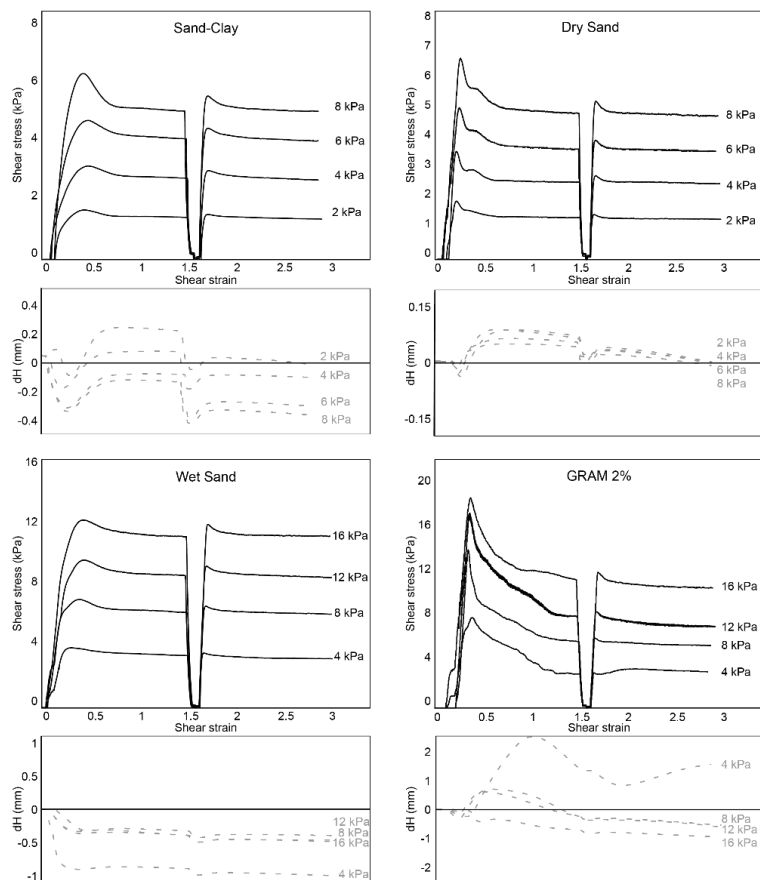 Sand-Clay
8
6
4
2
0
Shear stress (kPa)
8 kPa
6 kPa
4 kPa
2 kPa
0 0.5 1 1.5 2 2.5 3
Shear strain
0.4
0.2
0
-0.2
-0.4
dH (mm)
2 kPa
4 kPa
6 kPa
8 kPa
Dry Sand
8
7
6
5
4
3
2
1
0
Shear stress (kPa)
8 kPa
6 kPa
4 kPa
2 kPa
0 0.5 1 1.5 2 2.5 3
Shear strain
0.15
0
-0.15
dH (mm)
2 kPa
4 kPa
6 kPa
8 kPa
Wet Sand
16
12
8
4
0
Shear stress (kPa)
16 kPa
12 kPa
8 kPa
4 kPa
0 0.5 1 1.5 2 2.5 3
Shear strain
1
0.5
0
-0.5
-1
dH (mm)
12 kPa
8 kPa
16 kPa
4 kPa
GRAM 2%
20
16
12
8
4
0
Shear stress (kPa)
16 kPa
12 kPa
8 kPa
4 kPa
0 0.5 1 1.5 2 2.5 3
Shear strain
2
1
0
-1
-2
dH (mm)
4 kPa
8 kPa
12 kPa
16 kPa